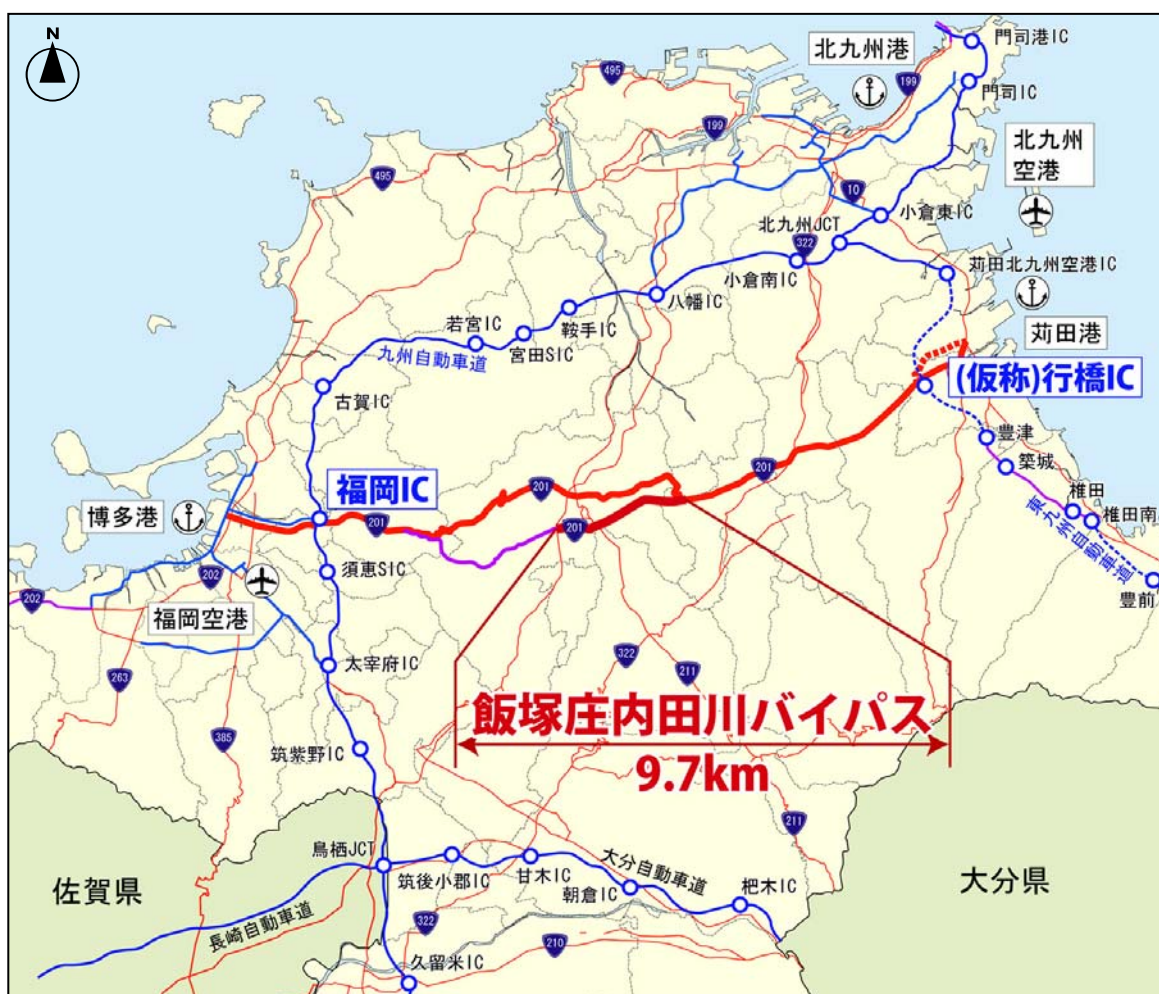 N
北九州港
門司港IC
門司IC
495
199
199
北九州
空港
495
10
小倉東IC
北九州JCT
322
小倉南IC
苅田北九州空港IC
八幡IC
苅田港
鞍手IC
若宮IC
宮田SIC
九州自動車道
(仮称)行橋IC
古賀IC
豊津
築城
201
201
福岡IC
椎田
椎田南
博多港
201
201
須恵SIC
東九州自動車道
豊前
202
202
福岡空港
太宰府IC
322
211
263
飯塚庄内田川バイパス
385
筑紫野IC
9.7km
211
鳥栖JCT
筑後小郡IC
甘木IC
大分自動車道
朝倉IC
杷木IC
佐賀県
大分県
長崎自動車道
322
210
久留米IC